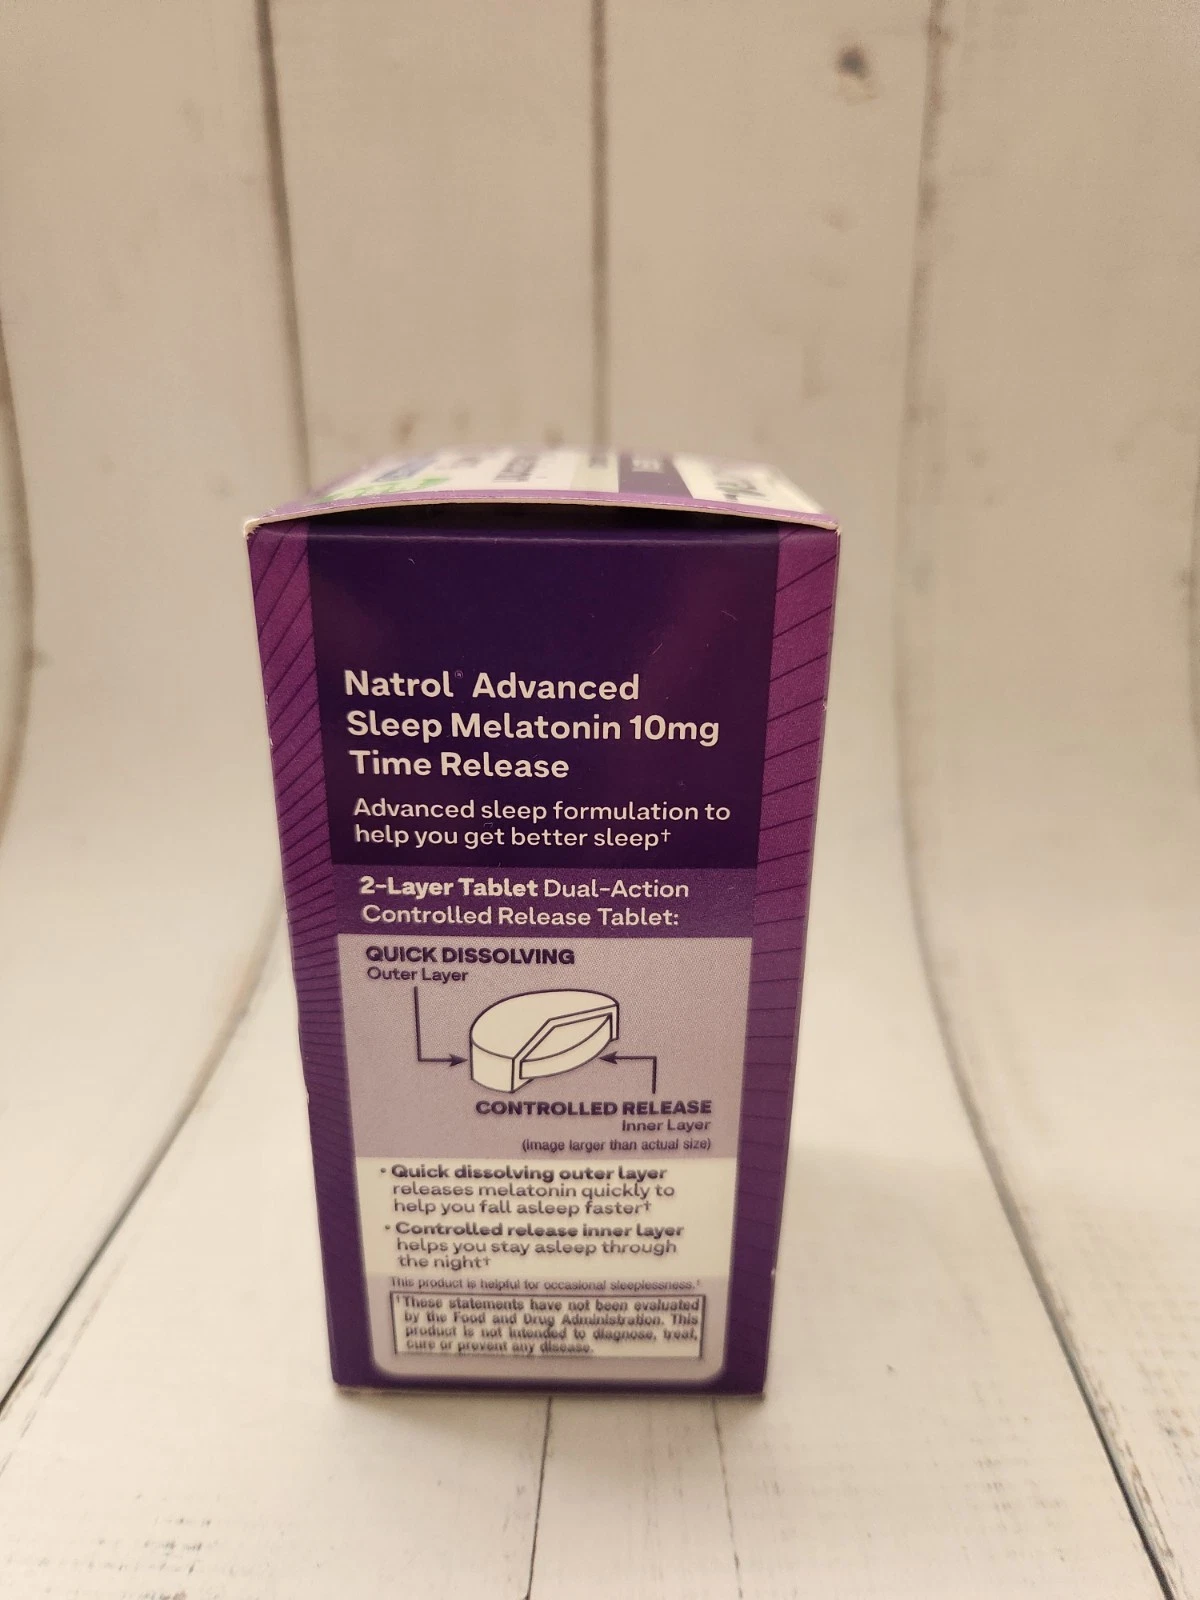 Natrol® Advanced
Sleep Melatonin 10mg
Time Release
Advanced sleep formulation to
help you get better sleep†
2-Layer Tablet Dual-Action
Controlled Release Tablet:
QUICK DISSOLVING
Outer Layer
CONTROLLED RELEASE
Inner Layer
(image larger than actual size)
• Quick dissolving outer layer
releases melatonin quickly to
help you fall asleep faster†
• Controlled release inner layer
helps you stay asleep through
the night†
This product is helpful for occasional sleeplessness.†
†These statements have not been evaluated
by the Food and Drug Administration. This
product is not intended to diagnose, treat,
cure or prevent any disease.